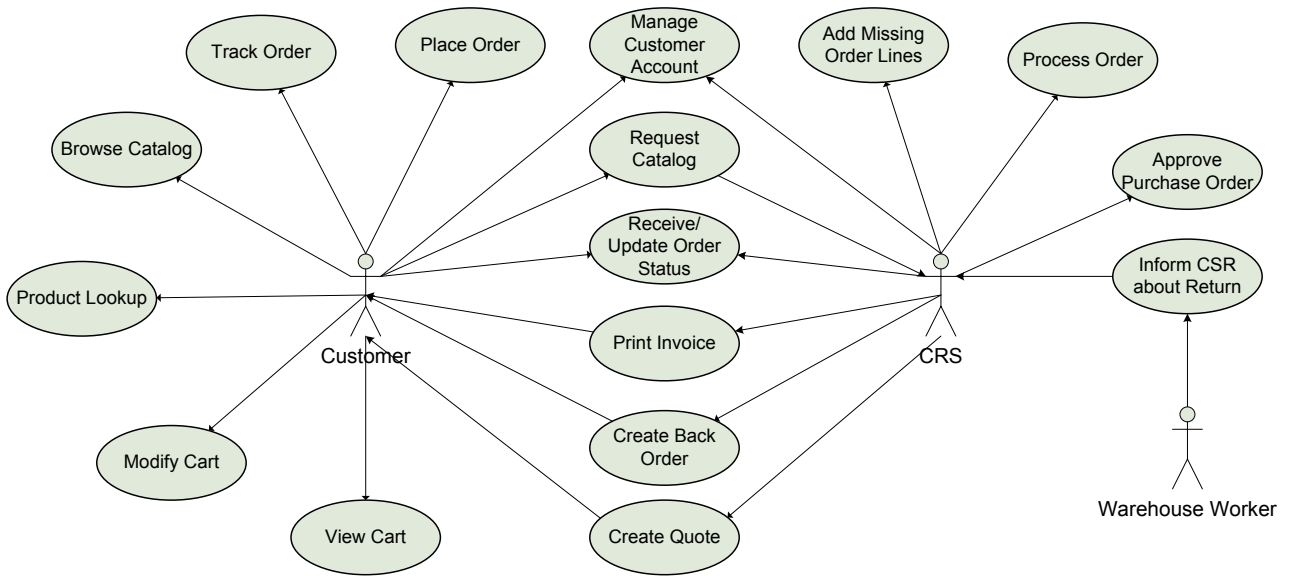 Track Order
Place Order
Manage
Customer
Account
Add Missing
Order Lines
Process Order
Browse Catalog
Request
Catalog
Approve
Purchase Order
Receive/
Update Order
Status
Product Lookup
Inform CSR
about Return
Print Invoice
Customer
CRS
Modify Cart
Create Back
Order
View Cart
Create Quote
Warehouse Worker